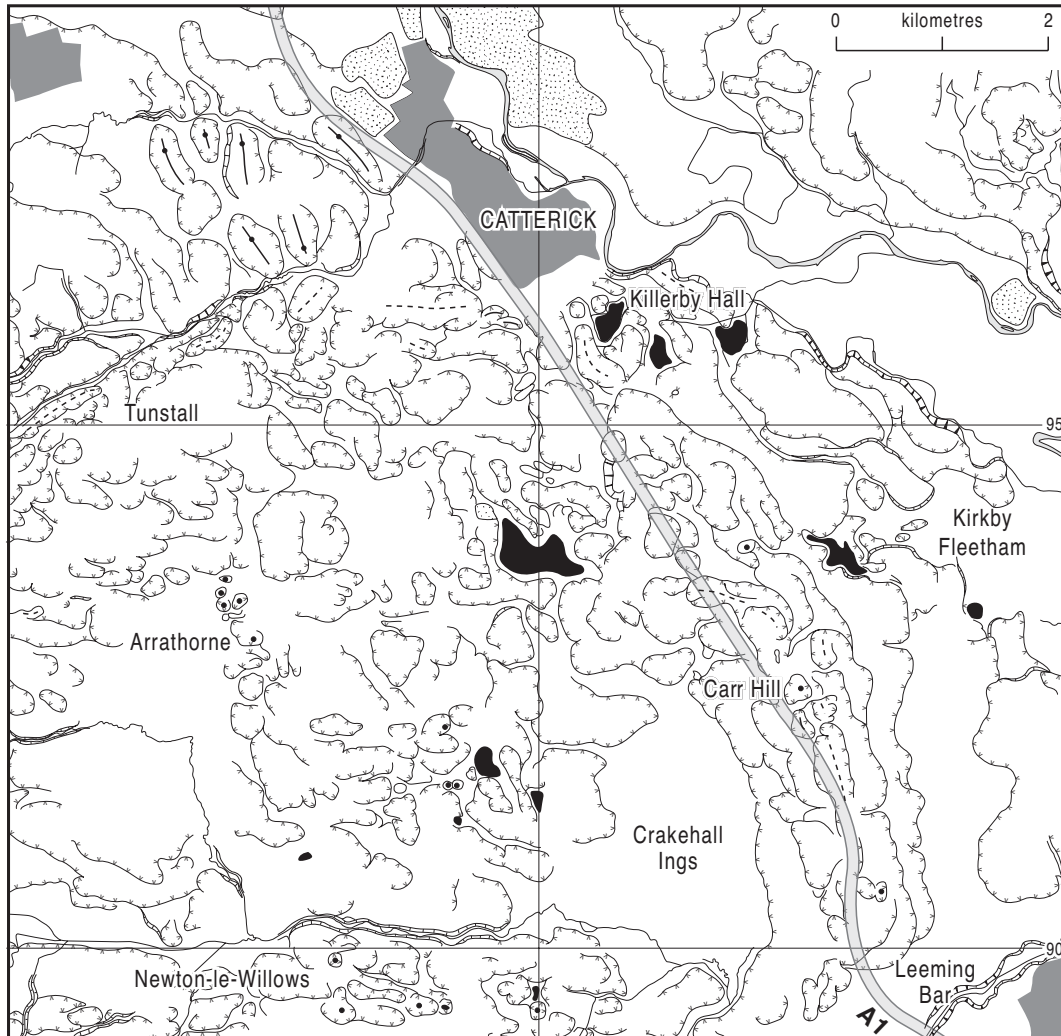 0 kilometres 2
CATTERICK
Killerby Hall
Tunstall
95
Kirkby
Fleetham
Arrathorne
Carr Hill
Crakehall
Ings
90
Newton-le-Willows
Leeming
Bar
A1